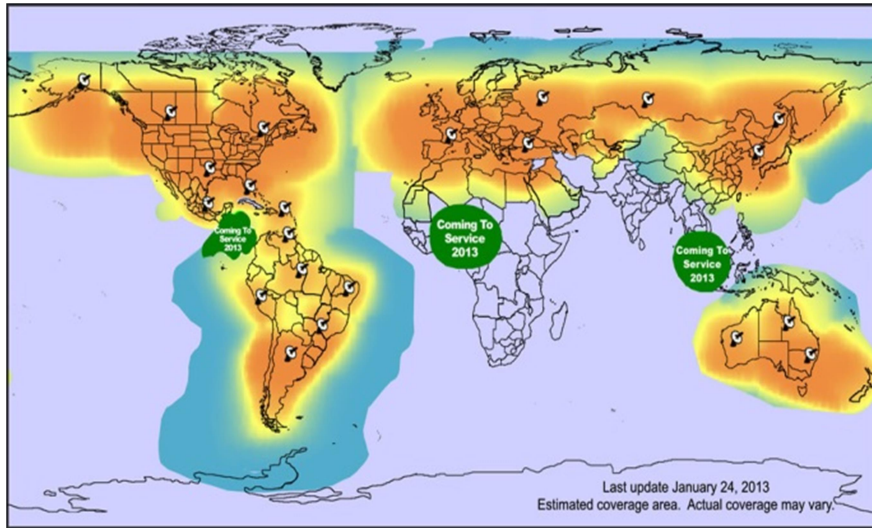 Coming To
Service
2013
Coming To
Service
2013
Coming To
Service
2013
Last update January 24, 2013
Estimated coverage area.  Actual coverage may vary.